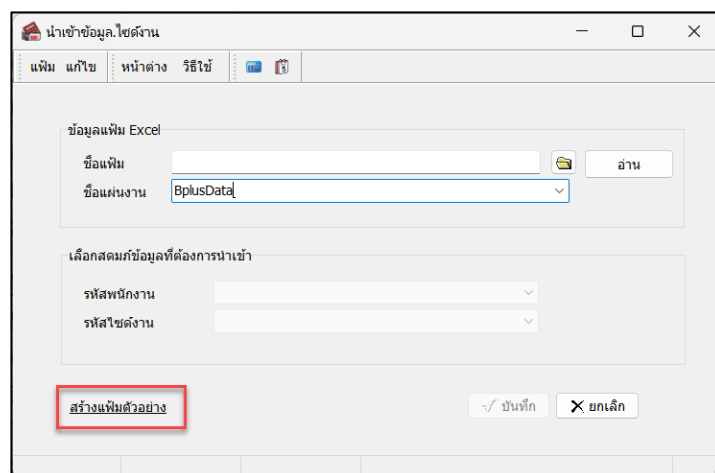 นำเข้าข้อมูล.ไซด์งาน
แฟ้ม แก้ไข หน้าต่าง วิธีใช้
ข้อมูลแฟ้ม Excel
ชื่อแฟ้ม อ่าน
ชื่อแผ่นงาน BplusData
เลือกสดมภ์ข้อมูลที่ต้องการนำเข้า
รหัสพนักงาน
รหัสไซด์งาน
สร้างแฟ้มตัวอย่าง บันทึก ยกเลิก